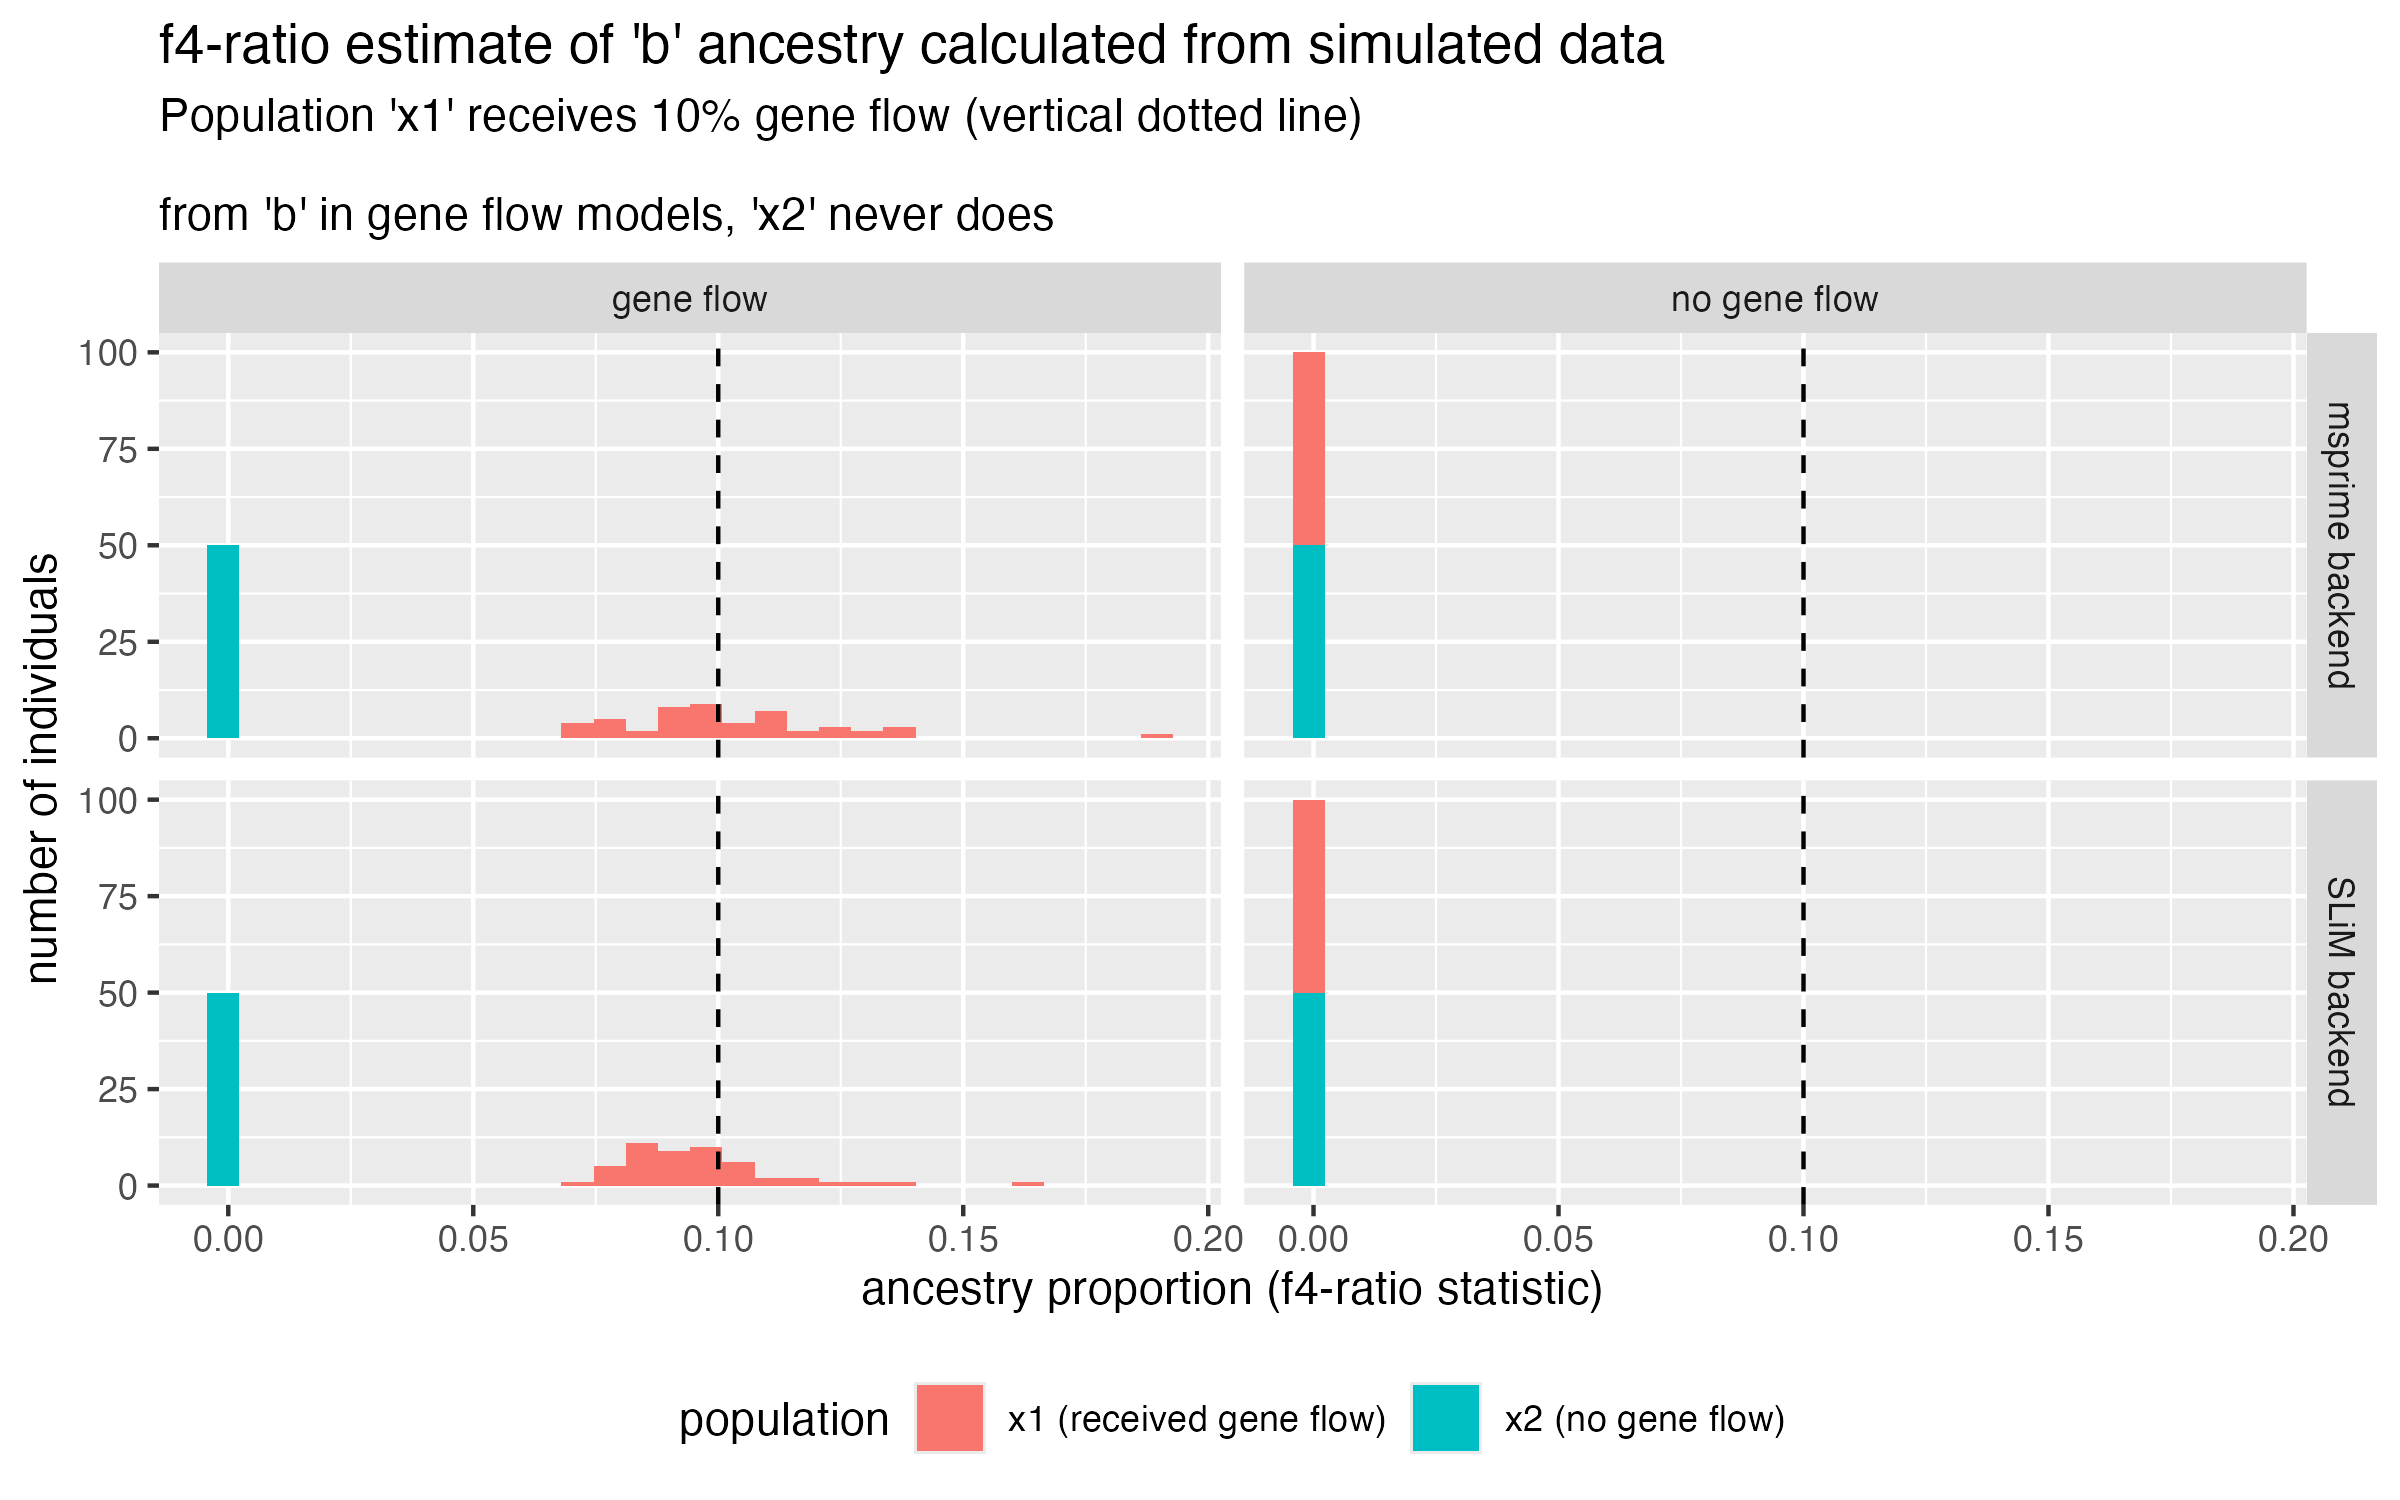 f4-ratio estimate of 'b' ancestry calculated from simulated data
Population 'x1' receives 10% gene flow (vertical dotted line)
from 'b' in gene flow models, 'x2' never does
gene flow
no gene flow
number of individuals
100
75
50
25
0
msprime backend
100
75
50
25
0
SLiM backend
0.00 0.05 0.10 0.15 0.20 0.00 0.05 0.10 0.15 0.20
ancestry proportion (f4-ratio statistic)
population x1 (received gene flow) x2 (no gene flow)